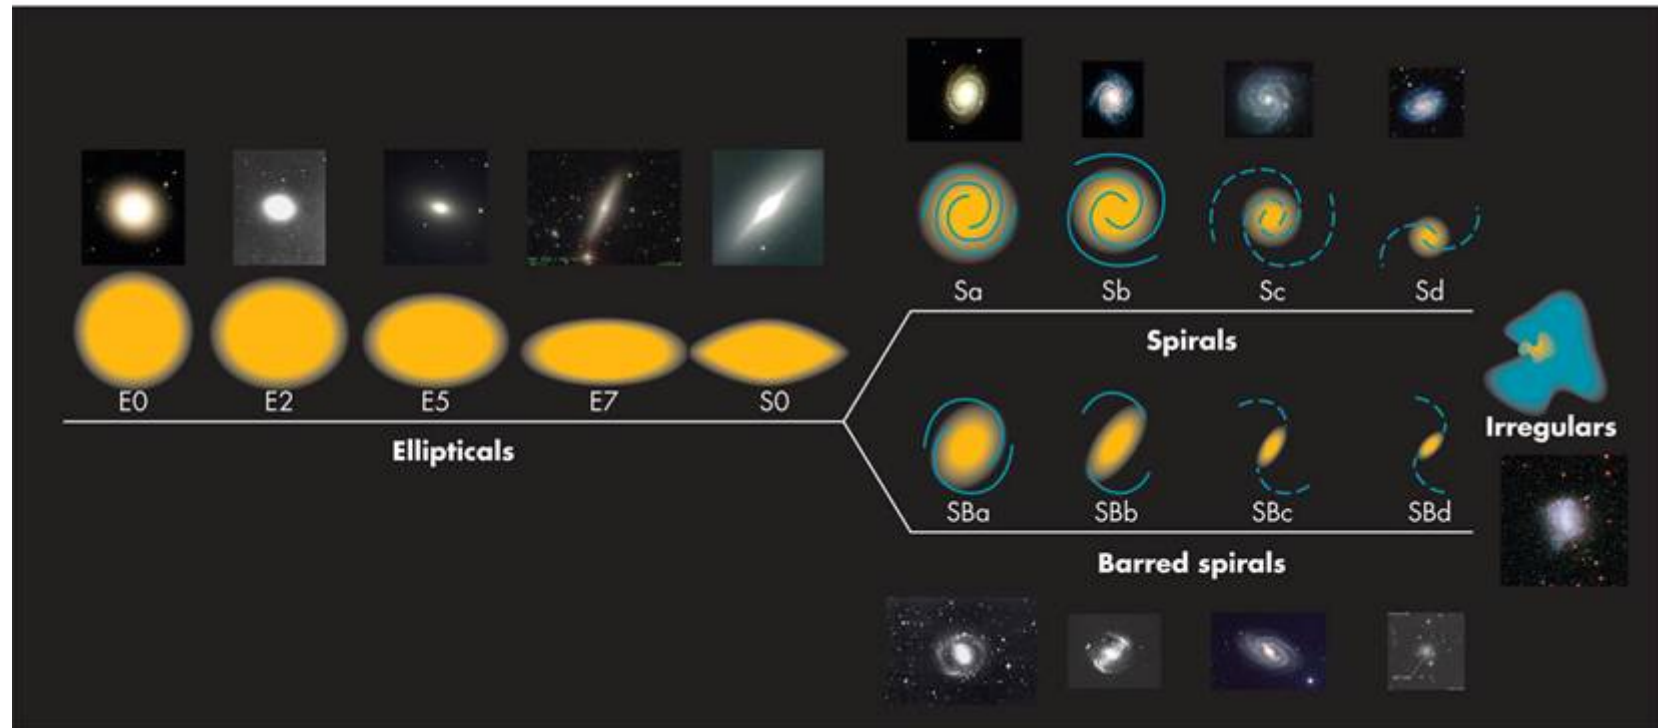 E0 E2 E5 E7 S0
Ellipticals
Sa Sb Sc Sd
Spirals
SBa SBb SBc SBd
Barred spirals
Irregulars